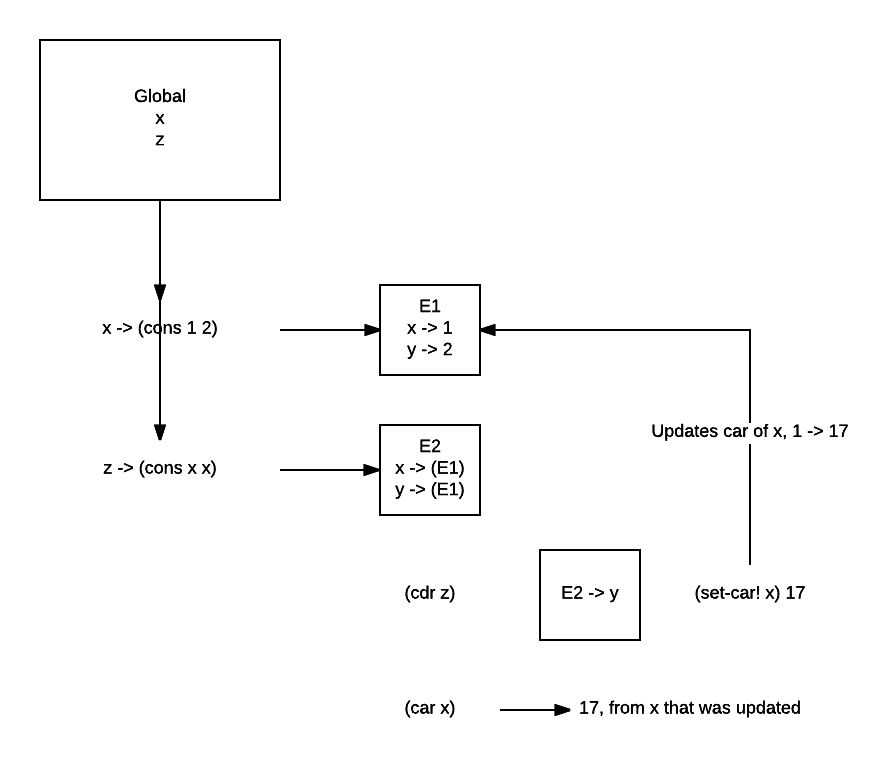 Global
x
z
x -> (cons 1 2)
E1
x -> 1
y -> 2
Updates car of x, 1 -> 17
z -> (cons x x)
E2
x -> (E1)
y -> (E1)
(cdr z)
E2 -> y
(set-car! x) 17
(car x)
17, from x that was updated